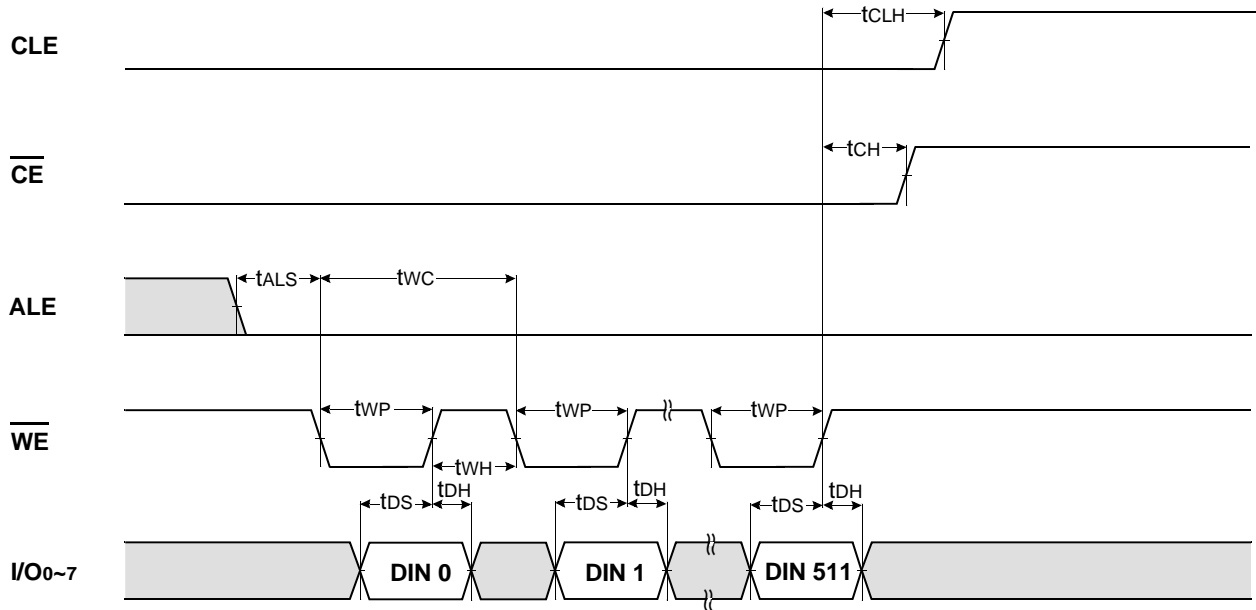 tCLH
CLE
tCH
CE
tALS
tWC
ALE
tWP
tWP
tWP
WE
tWH
tDH
tDH
tDH
tDS
tDS
tDS
I/O0~7
DIN 0
DIN 1
DIN 511